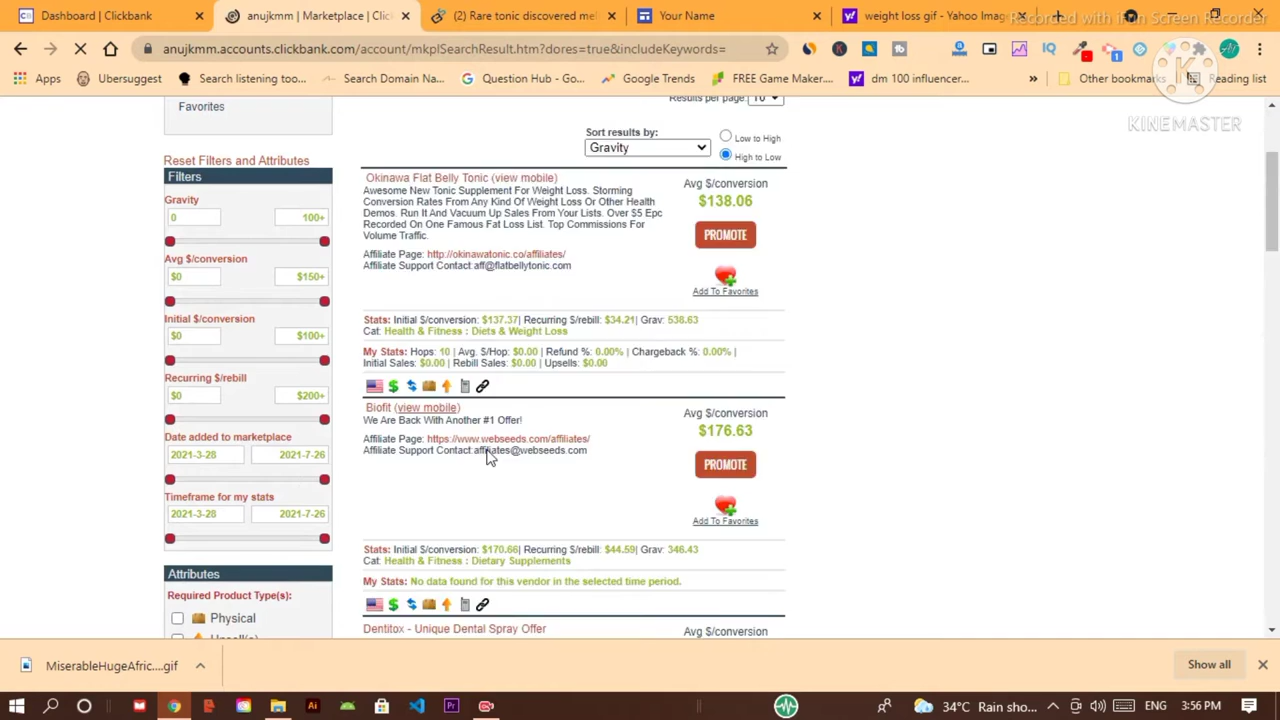 Dashboard | Clickbank
anujkmm | Marketplace | Clic
(2) Rare tonic discovered mel
Your Name
weight loss gif - Yahoo Imag
Recorded with iFun Screen Recorder
anujkmm.accounts.clickbank.com/account/mkplSearchResult.htm?dores=true&includeKeywords=
Apps
Ubersuggest
Search listening too...
Search Domain Na...
Question Hub - Go...
Google Trends
FREE Game Maker...
dm 100 influencer...
Other bookmarks
Reading list
KINEMASTER
Favorites
Results per page: 10
Sort results by:
Gravity
Low to High
High to Low
Reset Filters and Attributes
Filters
Gravity
0 100+
Avg $/conversion
$0 $150+
Initial $/conversion
$0 $100+
Recurring $/rebill
$0 $200+
Date added to marketplace
2021-3-28 2021-7-26
Timeframe for my stats
2021-3-28 2021-7-26
Attributes
Required Product Type(s):
Physical
Okinawa Flat Belly Tonic (view mobile)
Awesome New Tonic Supplement For Weight Loss. Storming
Conversion Rates From Any Kind Of Weight Loss Or Other Health
Demos. Run It And Vacuum Up Sales From Your Lists. Over $5 Epc
Recorded On One Famous Fat Loss List. Top Commissions For
Volume Traffic.
Affiliate Page: http://okinawatonic.co/affiliates/
Affiliate Support Contact:aff@flatbellytonic.com
Avg $/conversion
$138.06
PROMOTE
Add To Favorites
Stats: Initial $/conversion: $137.37| Recurring $/rebill: $34.21| Grav: 538.63
Cat: Health & Fitness : Diets & Weight Loss
My Stats: Hops: 10 | Avg. $/Hop: $0.00 | Refund %: 0.00% | Chargeback %: 0.00% |
Initial Sales: $0.00 | Rebill Sales: $0.00 | Upsells: $0.00
Biofit (view mobile)
We Are Back With Another #1 Offer!
Affiliate Page: https://www.webseeds.com/affiliates/
Affiliate Support Contact:affiliates@webseeds.com
Avg $/conversion
$176.63
PROMOTE
Add To Favorites
Stats: Initial $/conversion: $170.66| Recurring $/rebill: $44.59| Grav: 346.43
Cat: Health & Fitness : Dietary Supplements
My Stats: No data found for this vendor in the selected time period.
Dentitox - Unique Dental Spray Offer
Avg $/conversion
MiserableHugeAfric....gif
Show all
34°C Rain sho...
ENG
3:56 PM